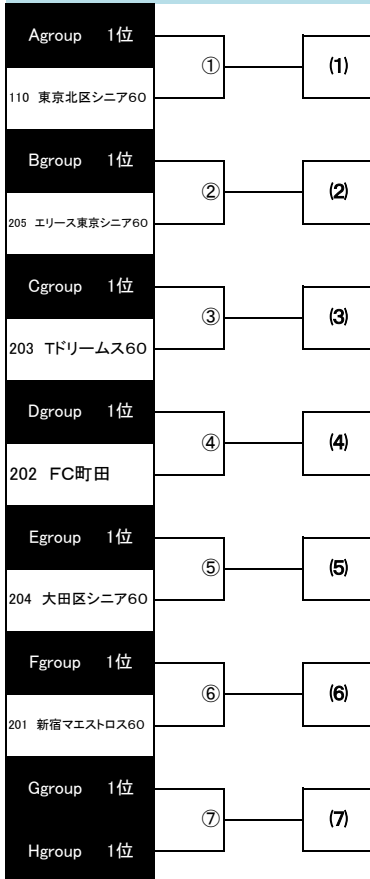 Agroup 1位
① (1)
110 東京北区シニア60
Bgroup 1位
② (2)
205 エリース東京シニア60
Cgroup 1位
③ (3)
203 Tドリームス60
Dgroup 1位
④ (4)
202 FC町田
Egroup 1位
⑤ (5)
204 大田区シニア60
Fgroup 1位
⑥ (6)
201 新宿マエストロス60
Ggroup 1位
⑦ (7)
Hgroup 1位